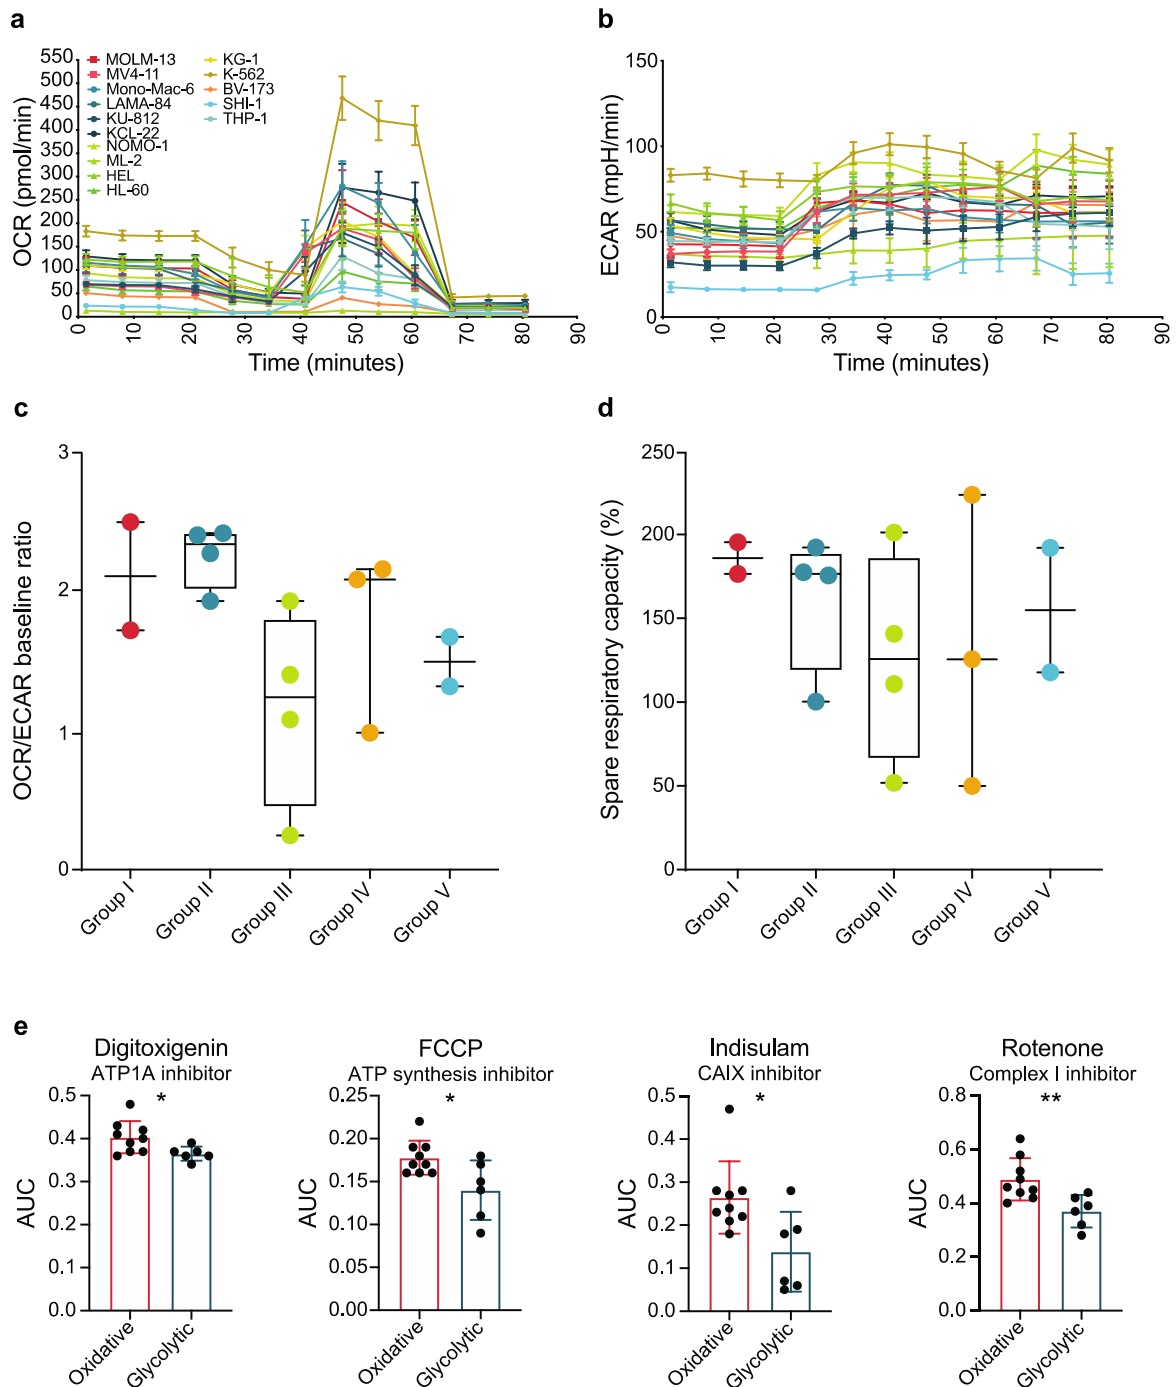 a
OCR (pmol/min)
550
500
450
400
350
300
250
200
150
100
50
0
0
10
20
30
40
50
60
70
80
90
Time (minutes)
MOLM-13
MV4-11
Mono-Mac-6
LAMA-84
KU-812
KCL-22
NOMO-1
ML-2
HEL
HL-60
KG-1
K-562
BV-173
SHI-1
THP-1
b
ECAR (mpH/min)
150
100
50
0
0
10
20
30
40
50
60
70
80
90
Time (minutes)
c
OCR/ECAR baseline ratio
3
2
1
0
Group I
Group II
Group III
Group IV
Group V
d
Spare respiratory capacity (%)
250
200
150
100
50
0
Group I
Group II
Group III
Group IV
Group V
e
Digitoxigenin
ATP1A inhibitor
*
AUC
0.5
0.4
0.3
0.2
0.1
0.0
Oxidative
Glycolytic
FCCP
ATP synthesis inhibitor
*
AUC
0.25
0.20
0.15
0.10
0.05
0.00
Oxidative
Glycolytic
Indisulam
CAIX inhibitor
*
AUC
0.5
0.4
0.3
0.2
0.1
0.0
Oxidative
Glycolytic
Rotenone
Complex I inhibitor
**
AUC
0.8
0.6
0.4
0.2
0.0
Oxidative
Glycolytic